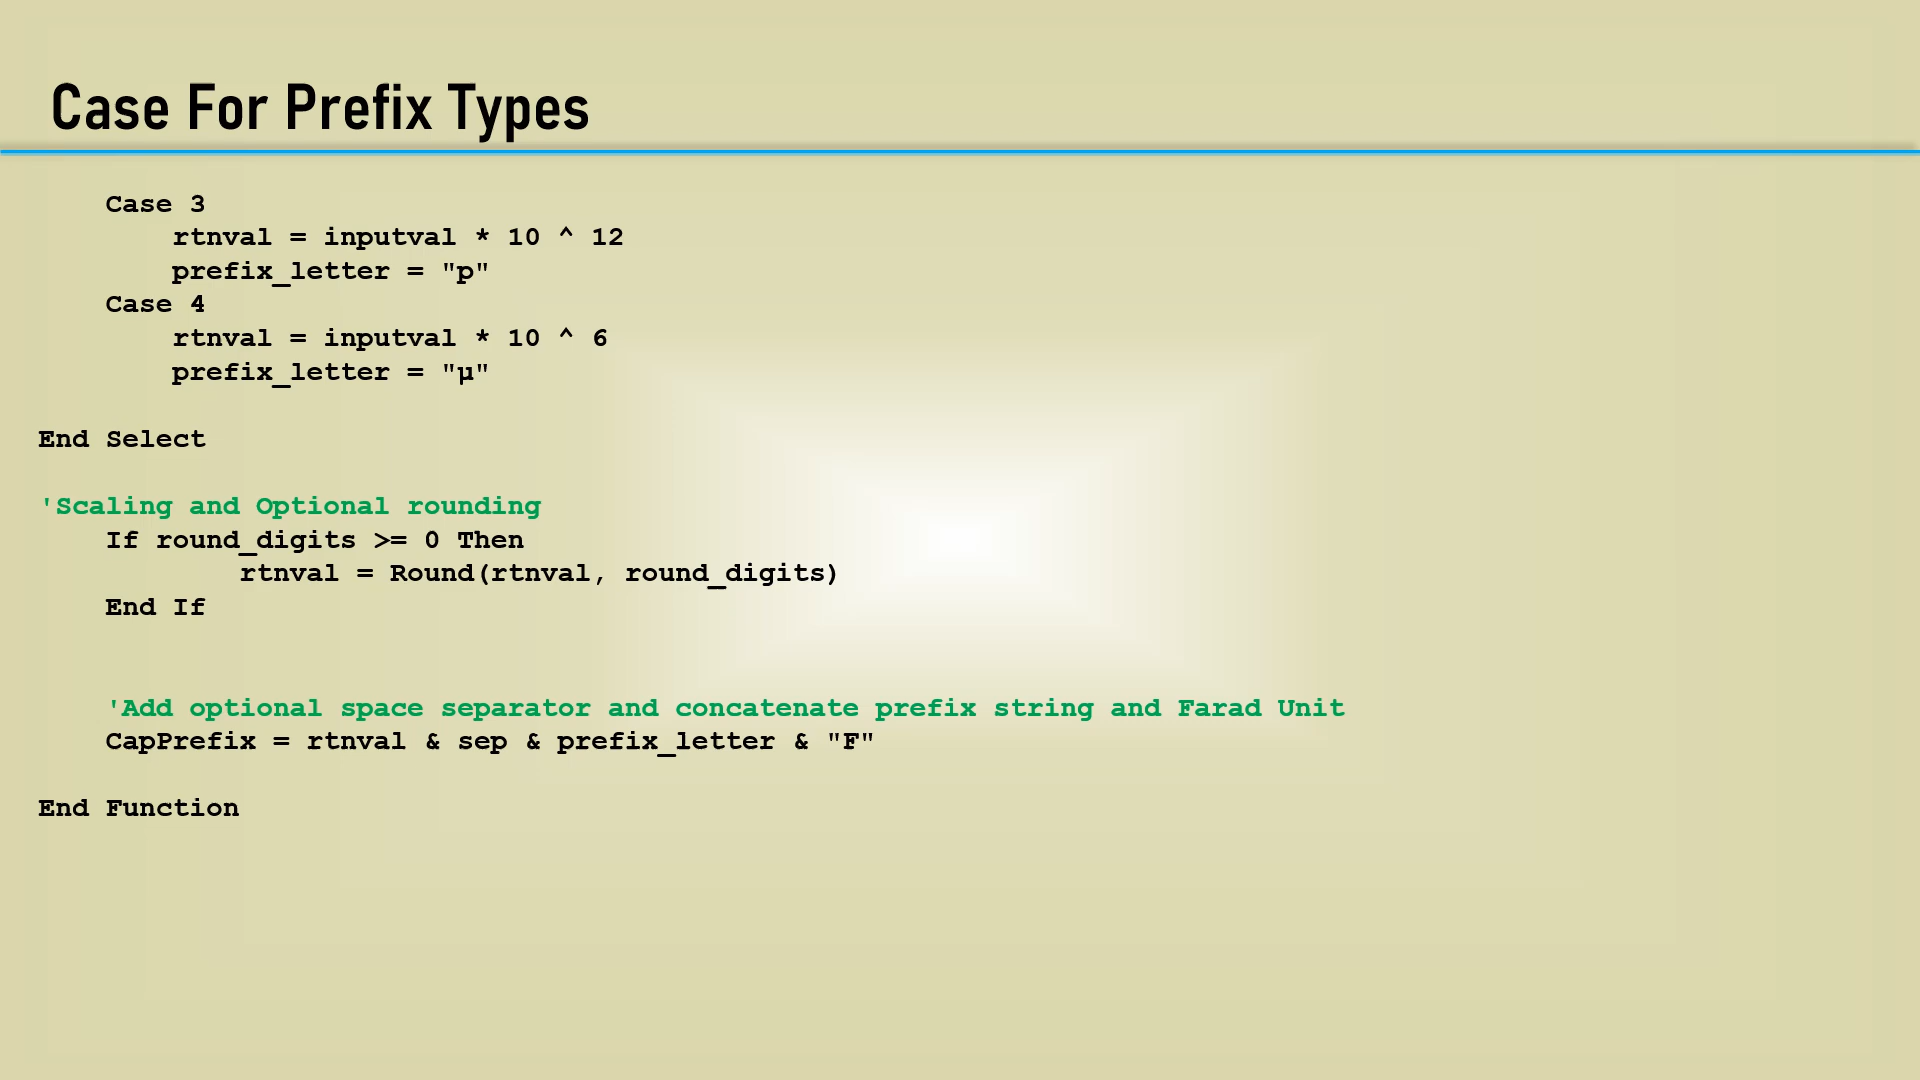 Case For Prefix Types
Case 3
rtnval = inputval * 10 ^ 12
prefix_letter = "p"
Case 4
rtnval = inputval * 10 ^ 6
prefix_letter = "µ"
End Select
'Scaling and Optional rounding
If round_digits >= 0 Then
rtnval = Round(rtnval, round_digits)
End If
'Add optional space separator and concatenate prefix string and Farad Unit
CapPrefix = rtnval & sep & prefix_letter & "F"
End Function